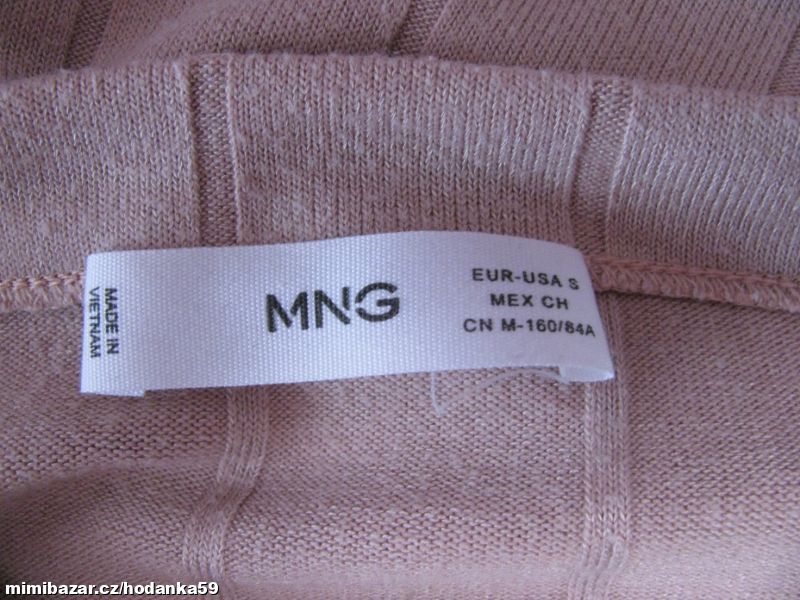 MADE IN
VIETNAM
MNG
EUR-USA S
MEX CH
CN M-160/84A
mimibazar.cz/hodanka59